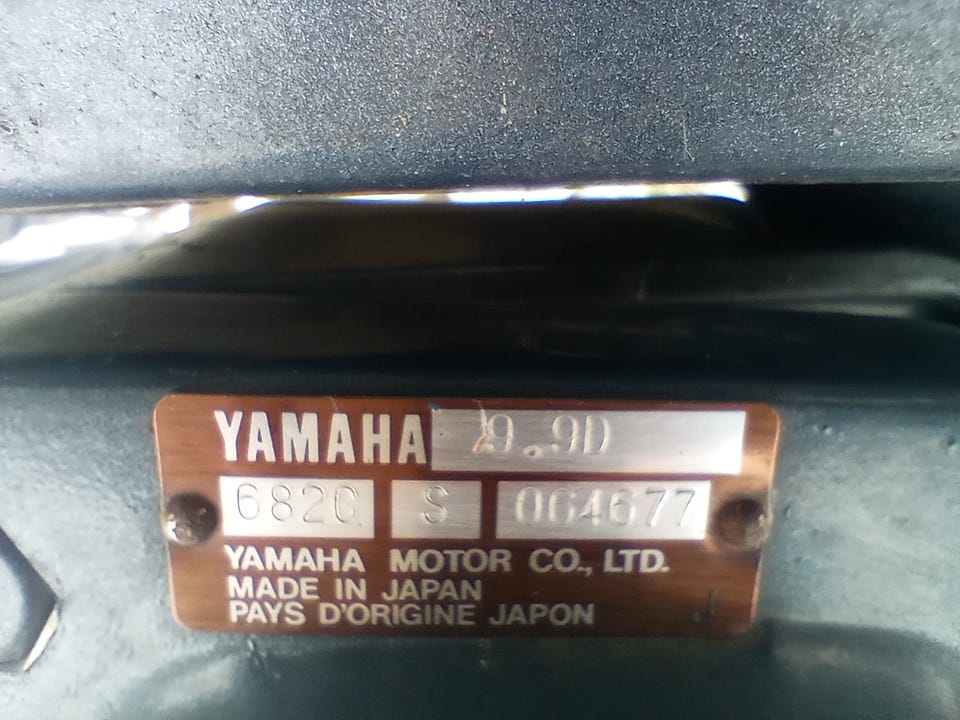 YAMAHA 9.9D
682C S 064677
YAMAHA MOTOR CO., LTD.
MADE IN JAPAN
PAYS D'ORIGINE JAPON J